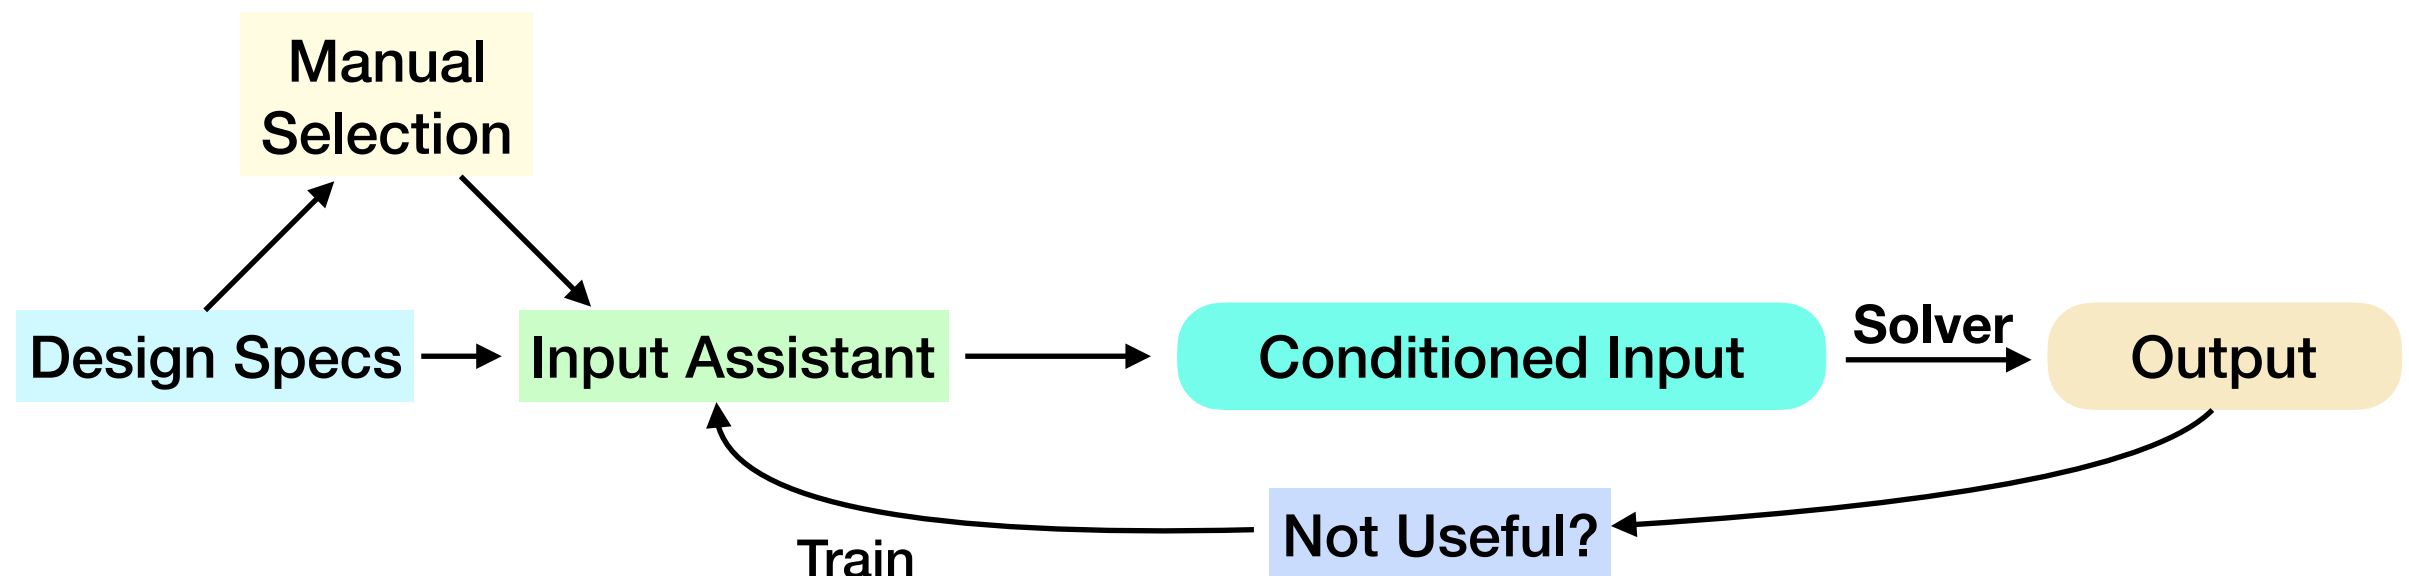 Manual
Selection
Design Specs
Input Assistant
Conditioned Input
Solver
Output
Not Useful?
Train